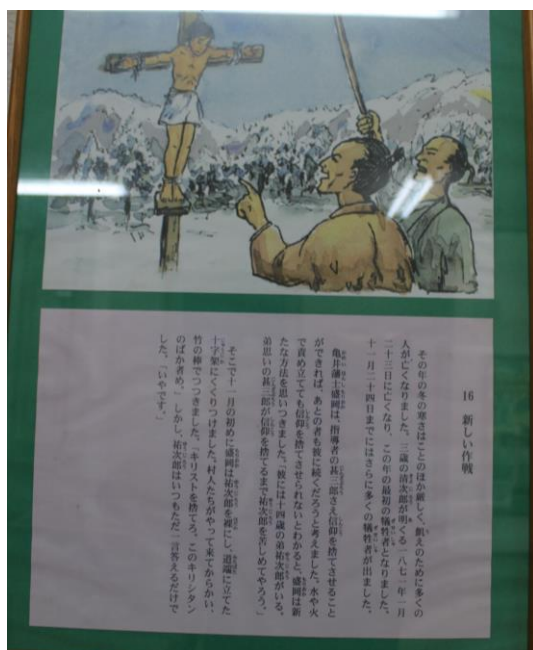 16 新しい作戦
その年の冬の寒さはことのほか厳しく、飢えのために多くの
人が亡くなりました。三歳の清次郎が明くる一八七一年一月
二十三日に亡くなり、この年の最初の犠牲者となりました。
十一月二十四日までにはさらに多くの犠牲者が出ました。
亀井藩士盛岡は、指導者の甚三郎さえ信仰を捨てさせること
ができれば、あとの者も彼に続くだろうと考えました。水や火
で責め立てても信仰を捨てさせられないとわかると、盛岡は新
たな方法を思いつきました。「彼には十四歳の弟祐次郎がいる。
弟思いの甚三郎が信仰を捨てるまで祐次郎を苦しめてやろう。」
そこで十一月の初めに盛岡は祐次郎を裸にし、道端に立てた
十字架にくくりつけました。村人たちがやって来てからかい、
竹の棒でつつきました。「キリストを捨てろ。このキリシタン
のばか者め。」しかし、祐次郎はいつもただ一言答えるだけで
した。「いやです。」